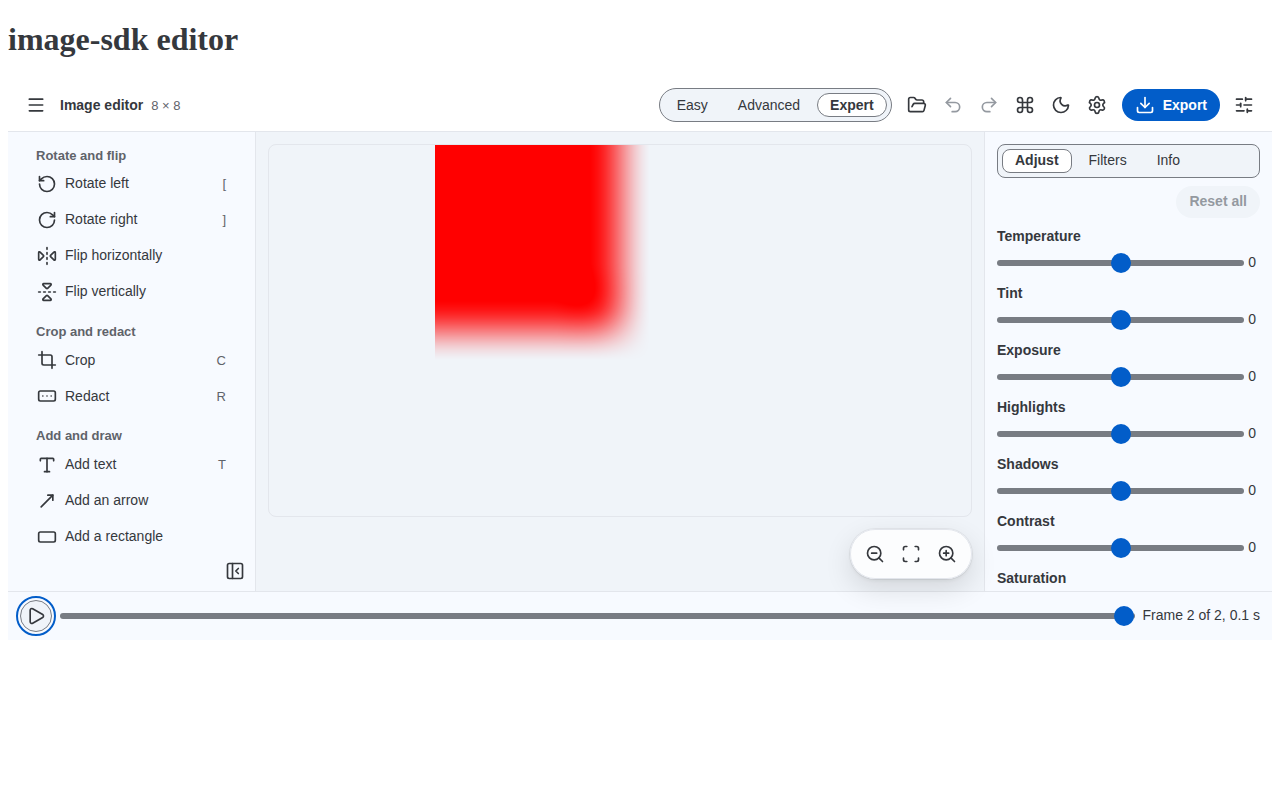 image-sdk editor
Image editor 8 × 8
Easy Advanced Expert
Export
Rotate and flip
Rotate left [
Rotate right ]
Flip horizontally
Flip vertically
Crop and redact
Crop C
Redact R
Add and draw
Add text T
Add an arrow
Add a rectangle
Adjust Filters Info
Reset all
Temperature
0
Tint
0
Exposure
0
Highlights
0
Shadows
0
Contrast
0
Saturation
Frame 2 of 2, 0.1 s